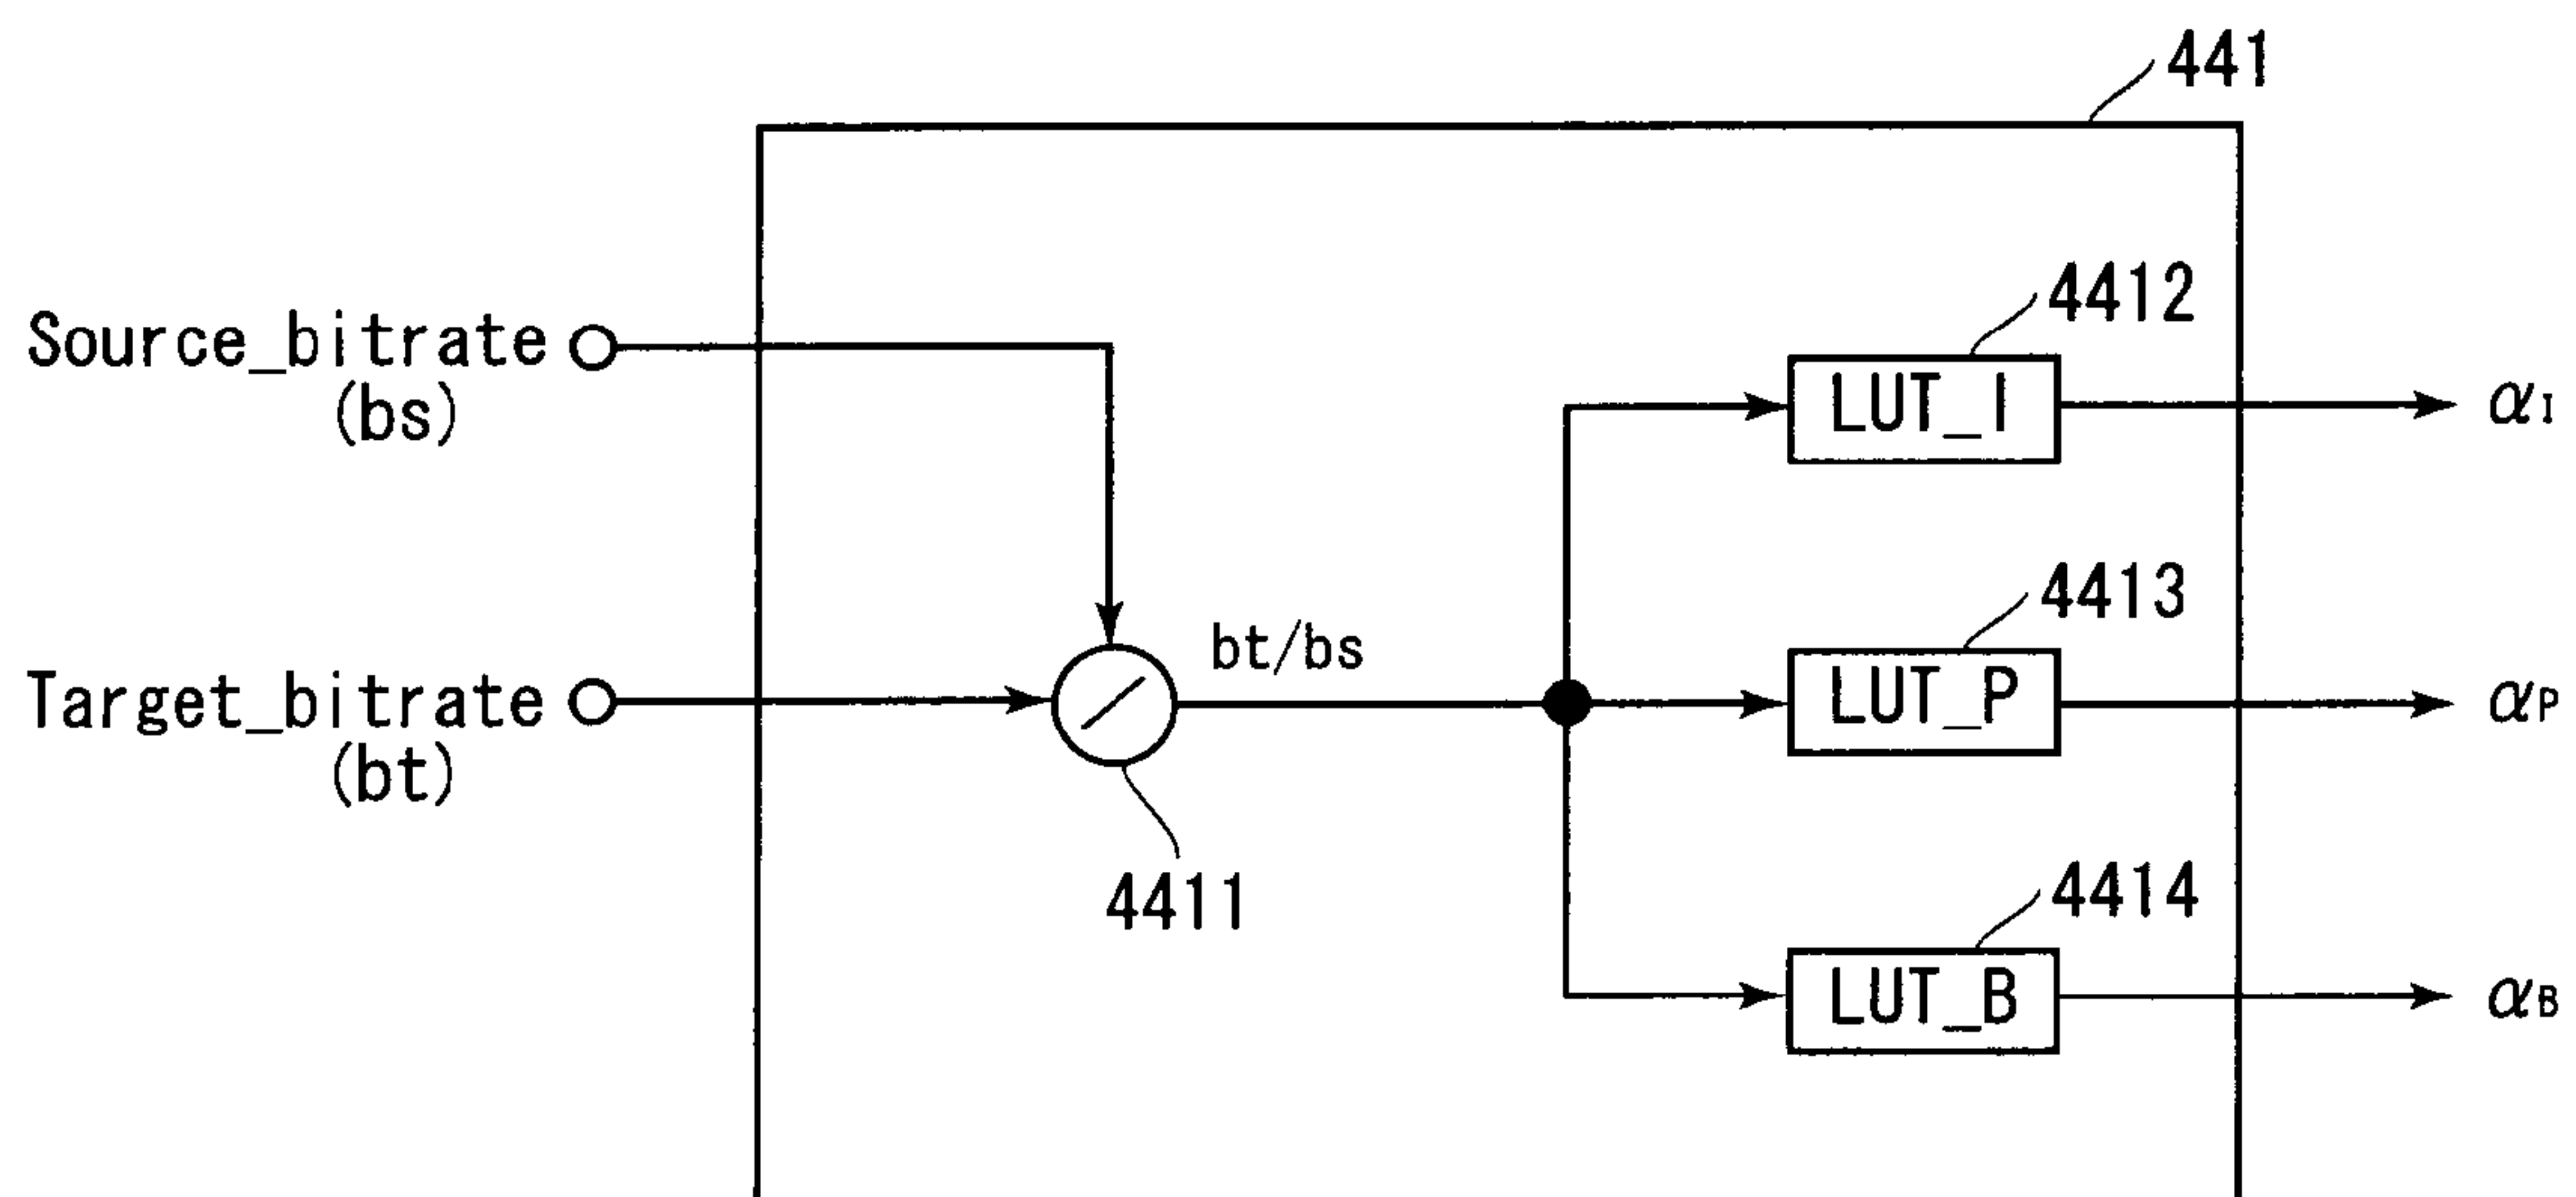 441
4412
Source_bitrate
(bs)
LUT_I
αI
4413
bt/bs
Target_bitrate
(bt)
LUT_P
αP
4411
4414
LUT_B
αB